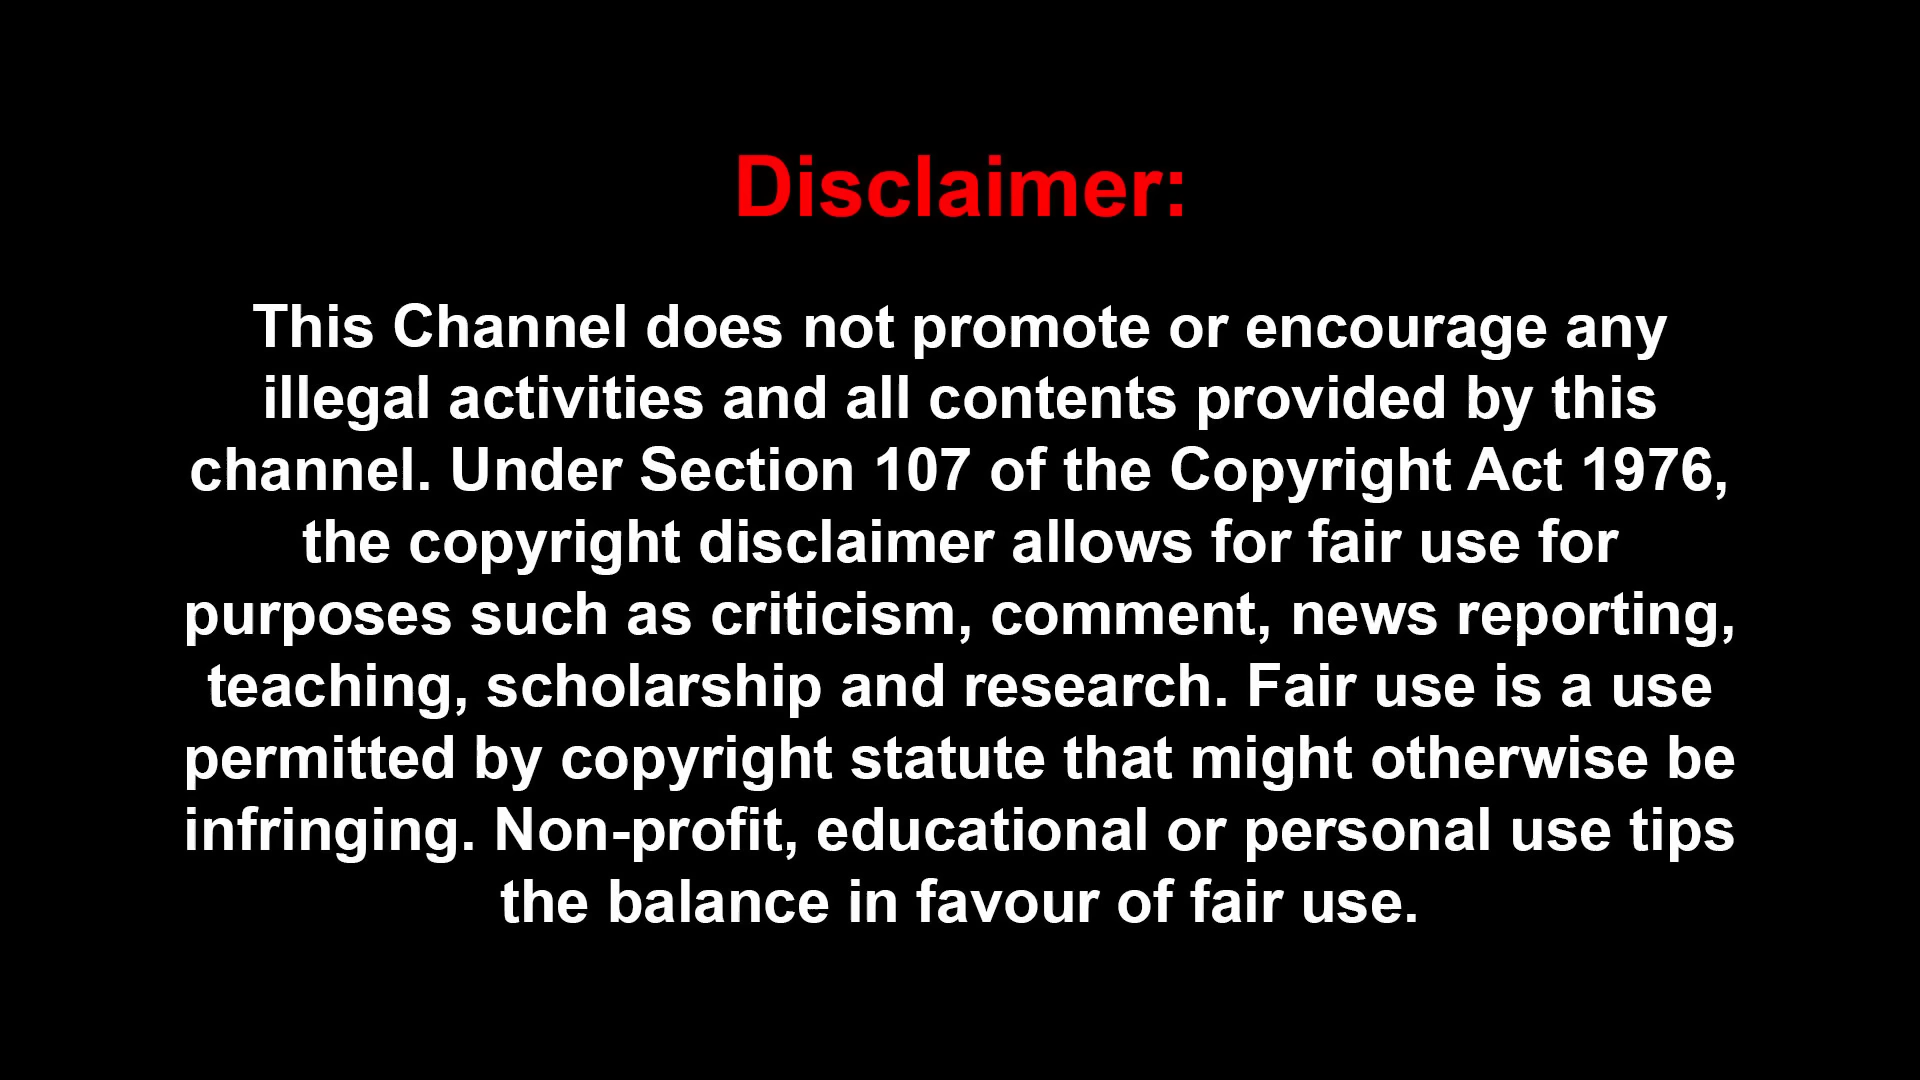 Disclaimer:
This Channel does not promote or encourage any
illegal activities and all contents provided by this
channel. Under Section 107 of the Copyright Act 1976,
the copyright disclaimer allows for fair use for
purposes such as criticism, comment, news reporting,
teaching, scholarship and research. Fair use is a use
permitted by copyright statute that might otherwise be
infringing. Non-profit, educational or personal use tips
the balance in favour of fair use.